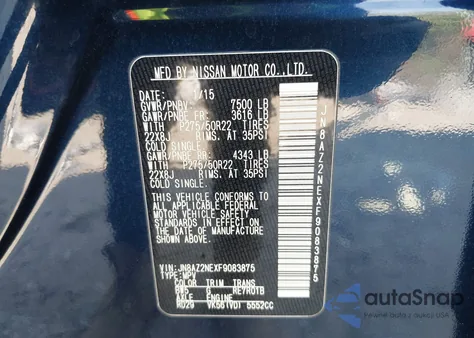 MFD BY NISSAN MOTOR CO.,LTD.
DATE: /15
GVWR/PNBV 7500 LB
GAWR/PNBE FR: 3616 LB
WITH P275/50R22 TIRES
22X8J RIMS, AT 35PSI
COLD SINGLE.
GAWR/PNBE RR: 4343 LB
WITH P275/50R22 TIRES
22X8J RIMS, AT 35PSI
COLD SINGLE.
THIS VEHICLE CONFORMS TO
ALL APPLICABLE FEDERAL
MOTOR VEHICLE SAFETY
STANDARDS IN EFFECT ON
THE DATE OF MANUFACTURE
SHOWN ABOVE.
VIN: JN8AZ2NEXF9083875
TYPE: MPV
COLOR TRIM TRANS
G RE7R01B
AXLE ENGINE
R029 VK56(VD) 5552CC
JN8AZ2NEXF9083875
autoSnap